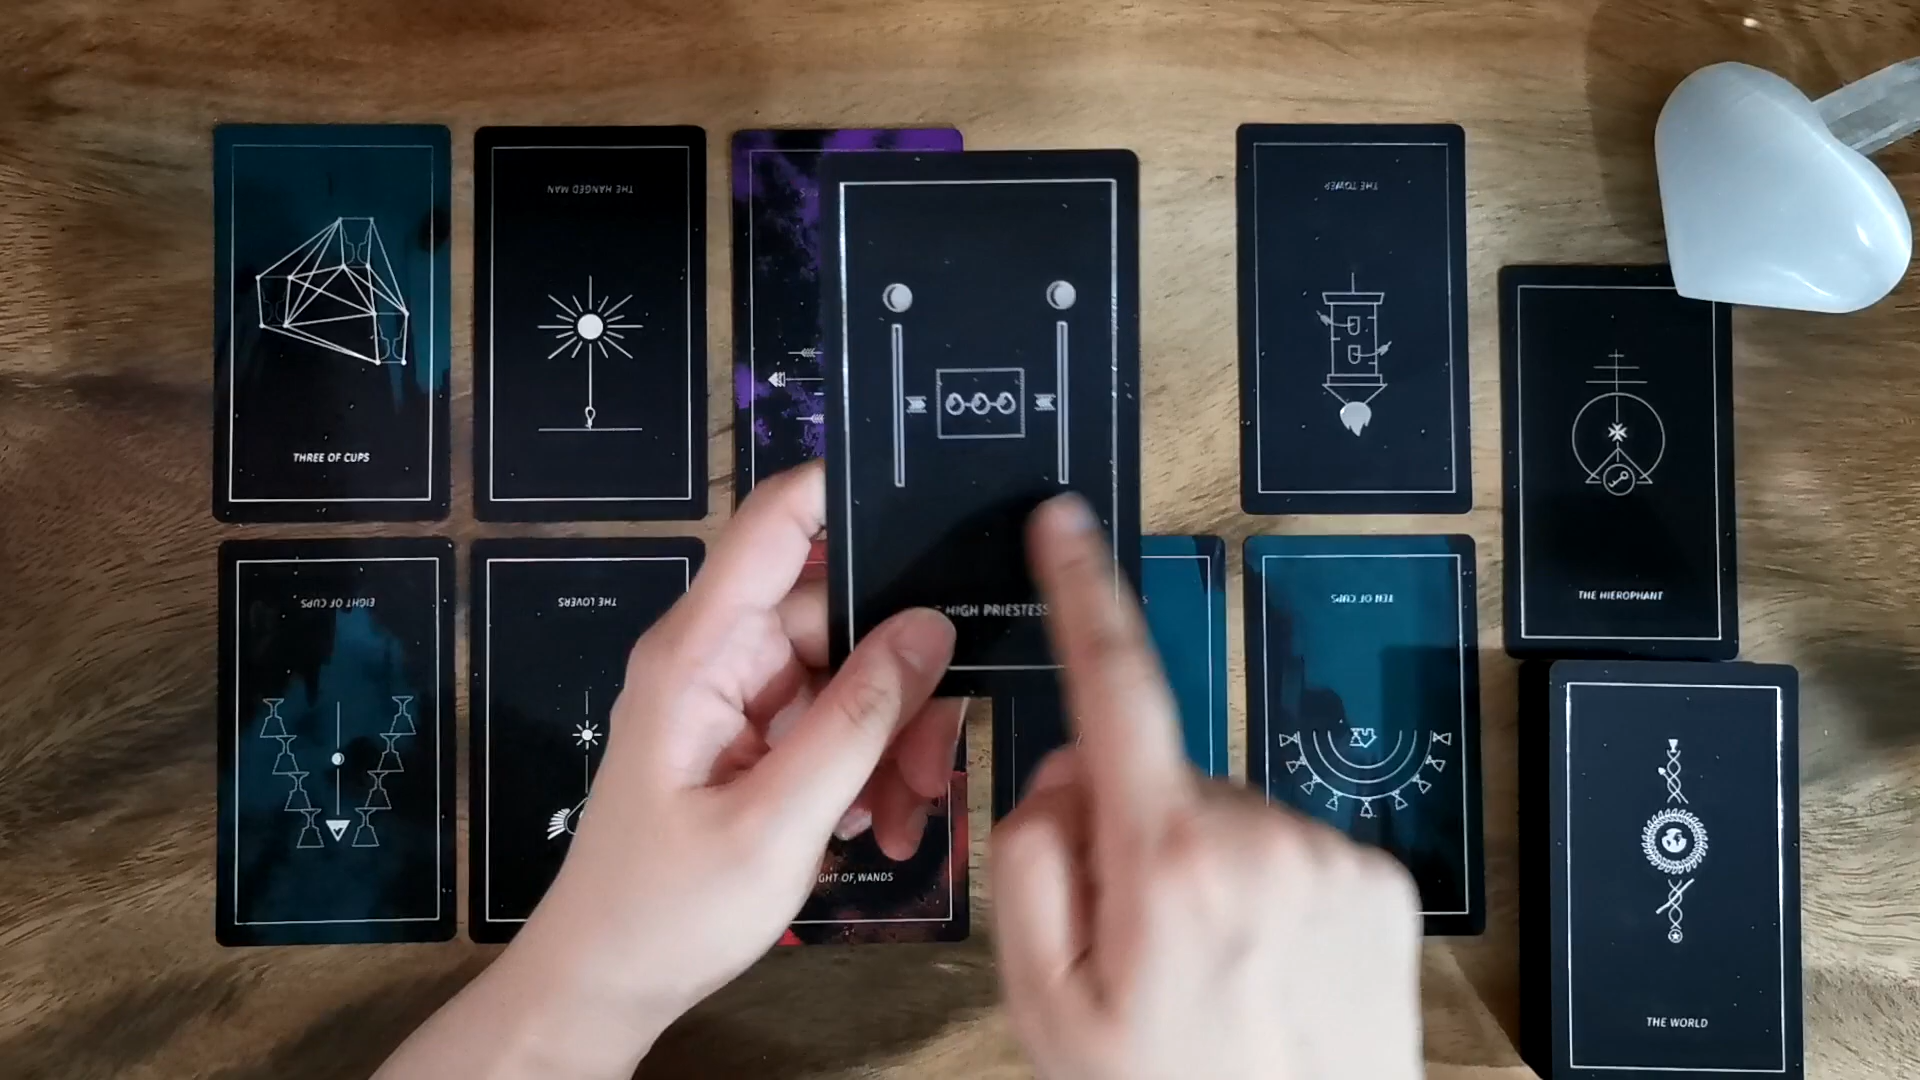 THREE OF CUPS
THE HANGED MAN
HIGH PRIESTESS
THE TOWER
THE HIEROPHANT
EIGHT OF CUPS
THE LOVERS
OF WANDS
TEN OF CUPS
THE WORLD